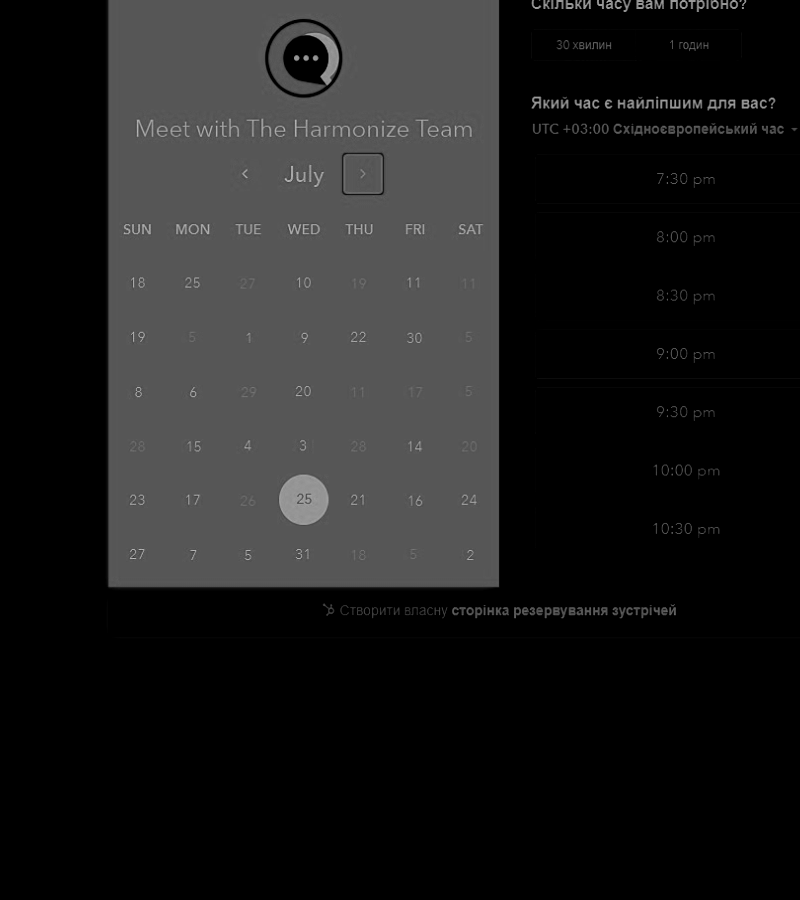 Скільки часу вам потрібно?
30 хвилин 1 годин
Meet with The Harmonize Team
July
SUN MON TUE WED THU FRI SAT
18 25 27 10 19 11 11
19 5 1 9 22 30 5
8 6 29 20 11 17 5
28 15 4 3 28 14 20
23 17 26 25 21 16 24
27 7 5 31 18 5 2
Який час є найліпшим для вас?
UTC +03:00 Східноєвропейський час
7:30 pm
8:00 pm
8:30 pm
9:00 pm
9:30 pm
10:00 pm
10:30 pm
Створити власну сторінка резервування зустрічей